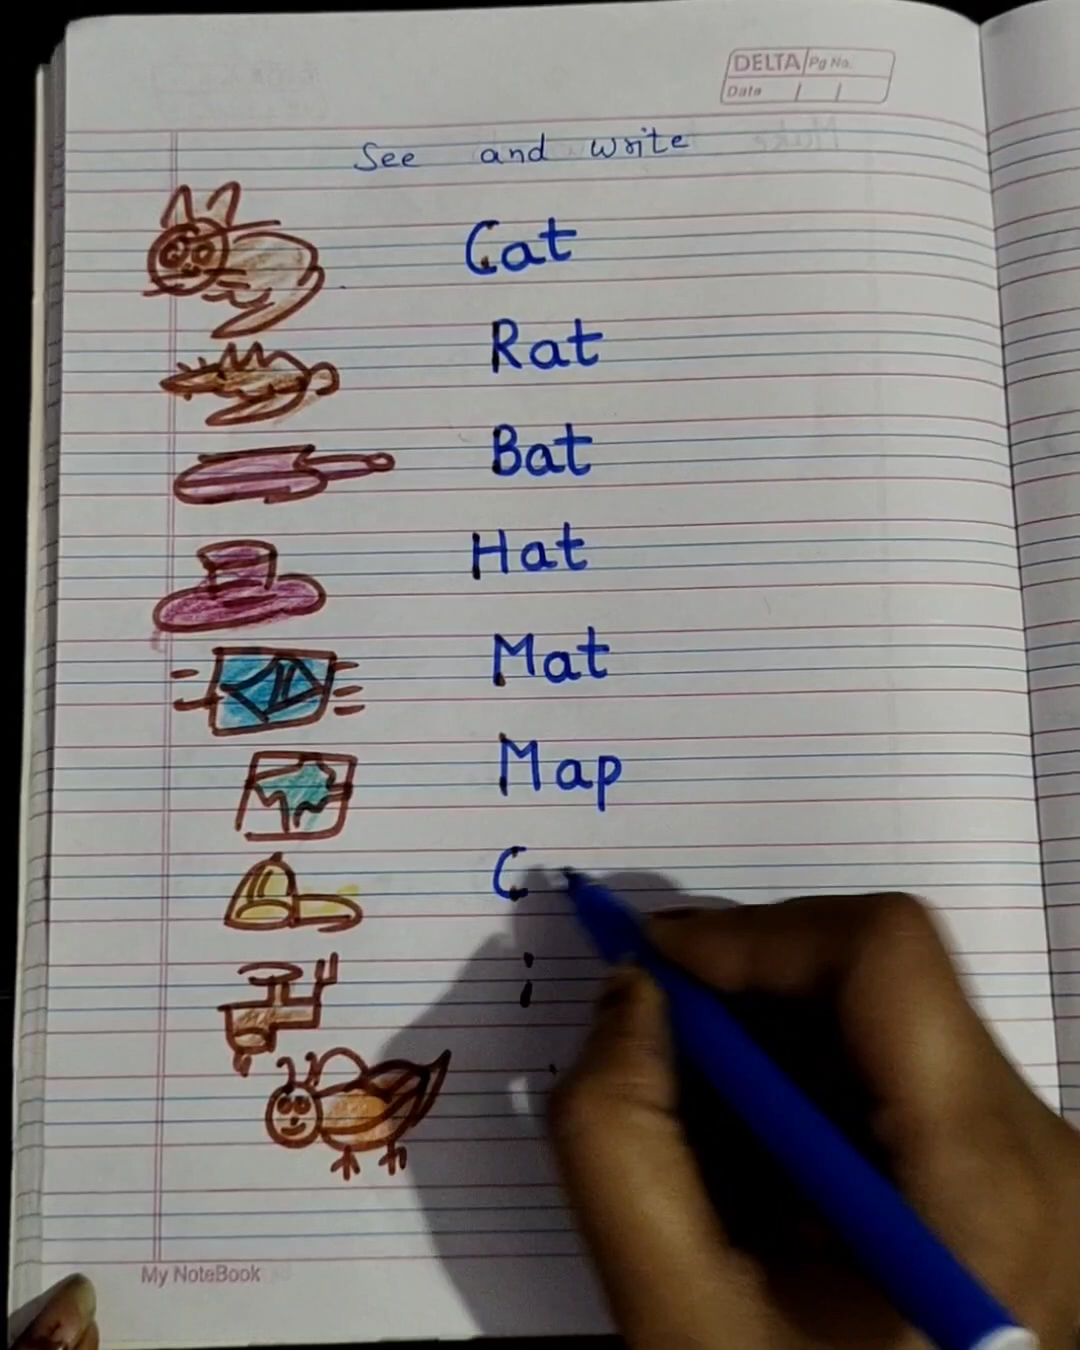 DELTA Pg No.
Date / /
See and write
Cat
Rat
Bat
Hat
Mat
Map
C
My NoteBook